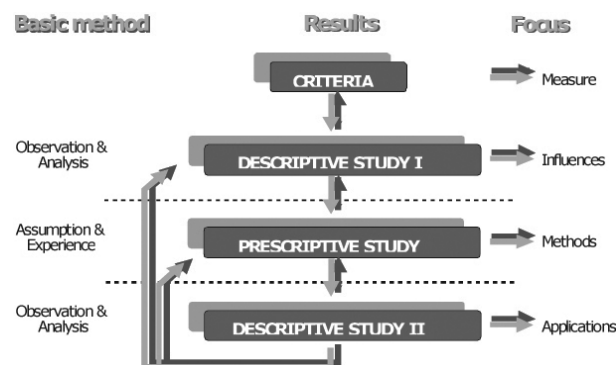 Basic method Results Focus
CRITERIA Measure
Observation &
Analysis
DESCRIPTIVE STUDY I Influences
Assumption &
Experience
PRESCRIPTIVE STUDY Methods
Observation &
Analysis
DESCRIPTIVE STUDY II Applications